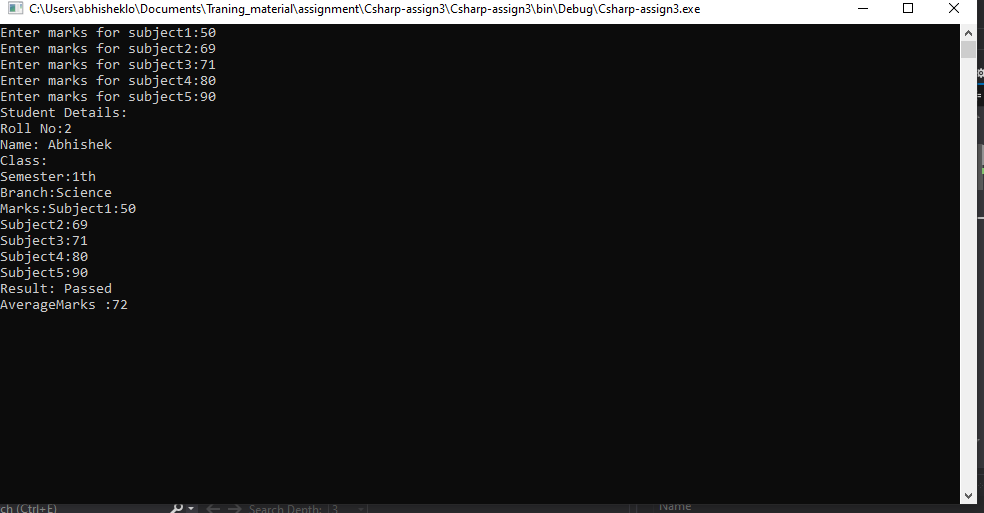 C:\Users\abhisheklo\Documents\Traning_material\assignment\Csharp-assign3\Csharp-assign3\bin\Debug\Csharp-assign3.exe
Enter marks for subject1:50
Enter marks for subject2:69
Enter marks for subject3:71
Enter marks for subject4:80
Enter marks for subject5:90
Student Details:
Roll No:2
Name: Abhishek
Class:
Semester:1th
Branch:Science
Marks:Subject1:50
Subject2:69
Subject3:71
Subject4:80
Subject5:90
Result: Passed
AverageMarks :72
ch (Ctrl+E) Search Depth: 3 Name